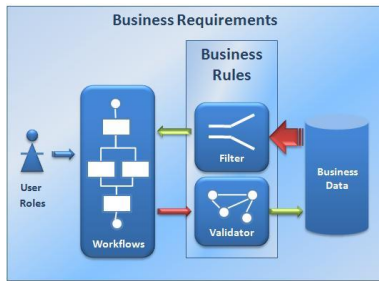 Business Requirements
Business
Rules
Filter
User
Roles
Workflows
Validator
Business
Data